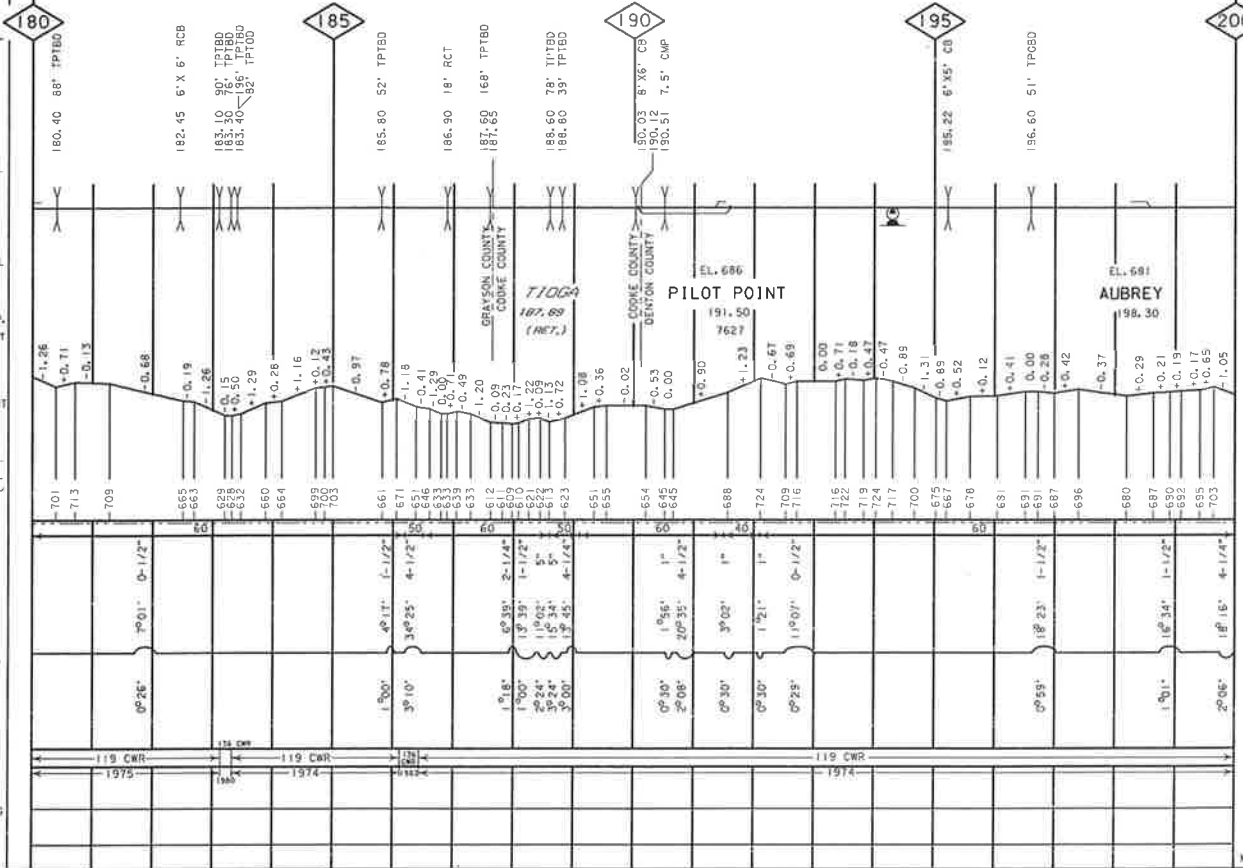 180
185
190
195
180.40 88' TPTBD
182.45 6'X 6' RCB
183.10 90' TPTBD
183.30 76' TPTBD
183.40 196' TPTBD
82' TPTOD
185.80 52' TPTBD
186.90 18' RCT
187.60 168' TPTBD
187.65
188.60 78' TPTBD
188.80 39' TPTBD
190.03 8'X6' CB
190.12
190.51 7.5' CMP
195.22 6'X5' CB
196.60 51' TPCBD
GRAYSON COUNTY
COOKE COUNTY
TIOGA
187.89
(RET.)
COOKE COUNTY
DENTON COUNTY
EL.686
PILOT POINT
191.50
7627
EL.681
AUBREY
198.30
-1.26 +0.71 -0.13 -0.68 -0.19 -1.26 -0.15 +0.50 +1.29 +0.28 +1.16 +0.12 +0.43 -0.97 +0.78 -1.18 -0.41 -1.29 0.00 +0.71 -0.49 -1.20 -0.09 -0.23 +0.17 +1.22 +0.09 -1.13 +0.72 +1.08 +0.36 -0.02 -0.53 0.00 +0.90 +1.23 -0.67 +0.69 0.00 +0.71 -0.18 +0.47 -0.47 -0.89 -1.31 -0.89 +0.52 +0.12 +0.41 0.00 -0.28 +0.42 -0.37 +0.29 +0.21 +0.19 +0.17 +0.65 -1.05
701 713 709 665 663 629 628 632 660 664 699 700 703 661 671 651 646 633 633 639 633 612 611 609 610 621 622 613 623 651 655 654 645 645 688 724 709 716 716 722 719 724 717 700 675 667 678 681 691 691 687 696 680 687 690 692 695 703
60 50 60 50 60 40 60
0-1/2" 1-1/2" 4-1/2" 2-1/4" 1-1/2" 5" 5" 4-1/4" 1" 4-1/2" 1" 1" 0-1/2" 1-1/2" 1-1/2" 4-1/4"
7°01' 4°17' 34°25' 6°39' 13°39' 11°02' 15°34' 13°45' 1°56' 20°35' 3°02' 1°21' 11°07' 18°23' 16°34' 18°16'
0°26' 1°00' 3°10' 1°18' 1°00' 2°24' 3°24' 3°00' 0°30' 2°08' 0°30' 0°30' 0°29' 0°59' 1°01' 2°06'
119 CWR 136 CWR 119 CWR 136 CWR 119 CWR
1975 1980 1974 1974